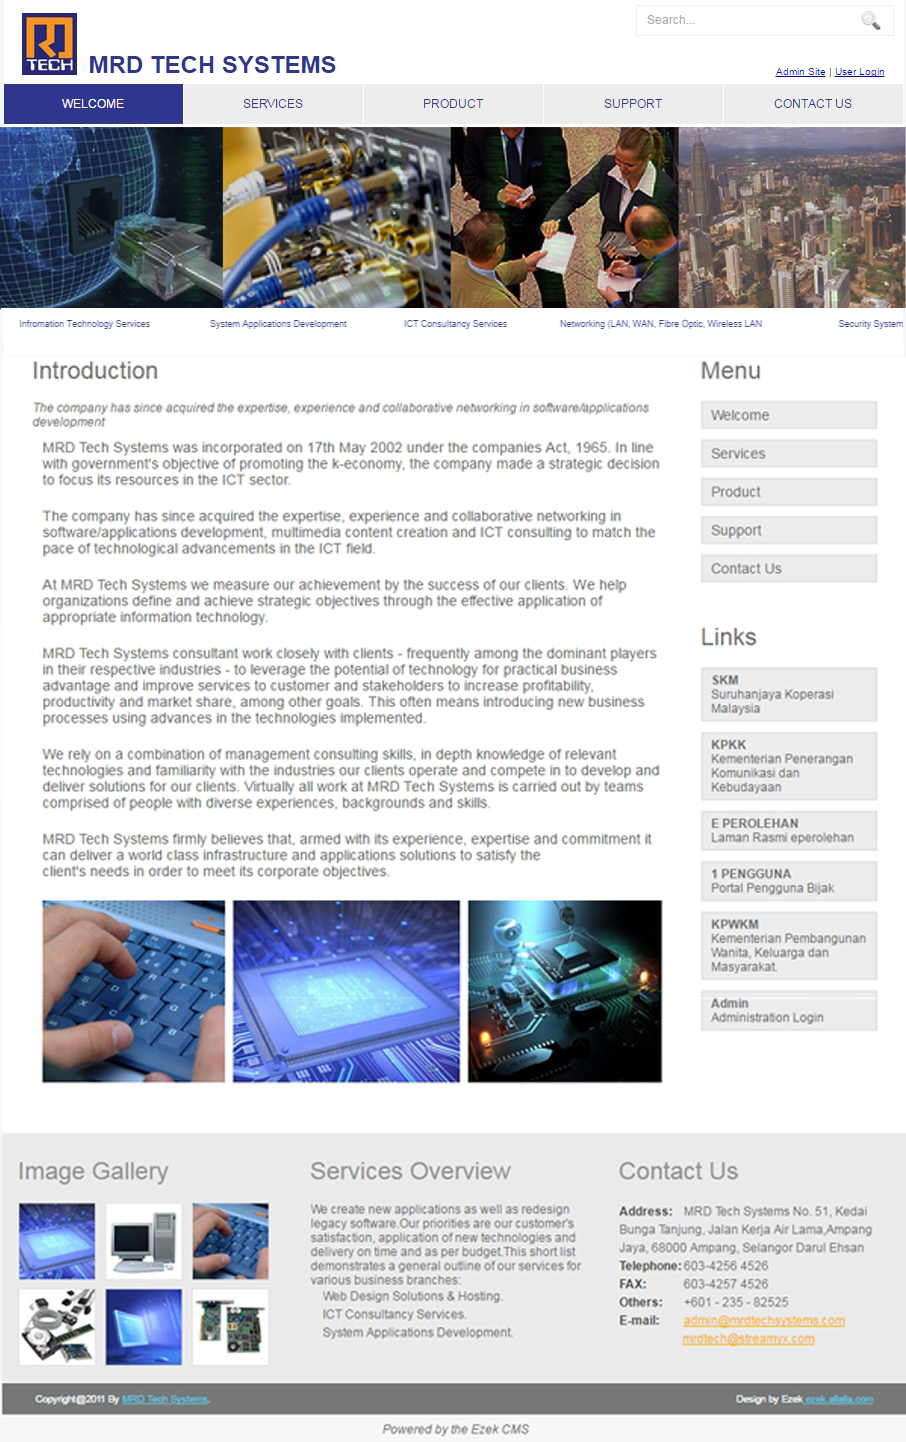 Search...
TECH
MRD TECH SYSTEMS
Admin Site | User Login
WELCOME
SERVICES
PRODUCT
SUPPORT
CONTACT US
Infromation Technology Services
System Applications Development
ICT Consultancy Services
Networking (LAN, WAN, Fibre Optic, Wireless LAN
Security System
Introduction
The company has since acquired the expertise, experience and collaborative networking in software/applications
development
MRD Tech Systems was incorporated on 17th May 2002 under the companies Act, 1965. In line
with government's objective of promoting the k-economy, the company made a strategic decision
to focus its resources in the ICT sector.
The company has since acquired the expertise, experience and collaborative networking in
software/applications development, multimedia content creation and ICT consulting to match the
pace of technological advancements in the ICT field.
At MRD Tech Systems we measure our achievement by the success of our clients. We help
organizations define and achieve strategic objectives through the effective application of
appropriate information technology.
MRD Tech Systems consultant work closely with clients - frequently among the dominant players
in their respective industries - to leverage the potential of technology for practical business
advantage and improve services to customer and stakeholders to increase profitability,
productivity and market share, among other goals. This often means introducing new business
processes using advances in the technologies implemented.
We rely on a combination of management consulting skills, in depth knowledge of relevant
technologies and familiarity with the industries our clients operate and compete in to develop and
deliver solutions for our clients. Virtually all work at MRD Tech Systems is carried out by teams
comprised of people with diverse experiences, backgrounds and skills.
MRD Tech Systems firmly believes that, armed with its experience, expertise and commitment it
can deliver a world class infrastructure and applications solutions to satisfy the
client's needs in order to meet its corporate objectives.
Menu
Welcome
Services
Product
Support
Contact Us
Links
SKM
Suruhanjaya Koperasi
Malaysia
KPKK
Kementerian Penerangan
Komunikasi dan
Kebudayaan
E PEROLEHAN
Laman Rasmi eperolehan
1 PENGGUNA
Portal Pengguna Bijak
KPWKM
Kementerian Pembangunan
Wanita, Keluarga dan
Masyarakat.
Admin
Administration Login
Image Gallery
Services Overview
We create new applications as well as redesign
legacy software.Our priorities are our customer's
satisfaction, application of new technologies and
delivery on time and as per budget.This short list
demonstrates a general outline of our services for
various business branches:
Web Design Solutions & Hosting.
ICT Consultancy Services.
System Applications Development.
Contact Us
Address: MRD Tech Systems No. 51, Kedai
Bunga Tanjung, Jalan Kerja Air Lama,Ampang
Jaya, 68000 Ampang, Selangor Darul Ehsan
Telephone: 603-4256 4526
FAX: 603-4257 4526
Others: +601 - 235 - 82525
E-mail: admin@mrdtechsystems.com
mrdtech@streamyx.com
Copyright@2011 By MRD Tech Systems.
Design by Ezek ezek.allalla.com
Powered by the Ezek CMS